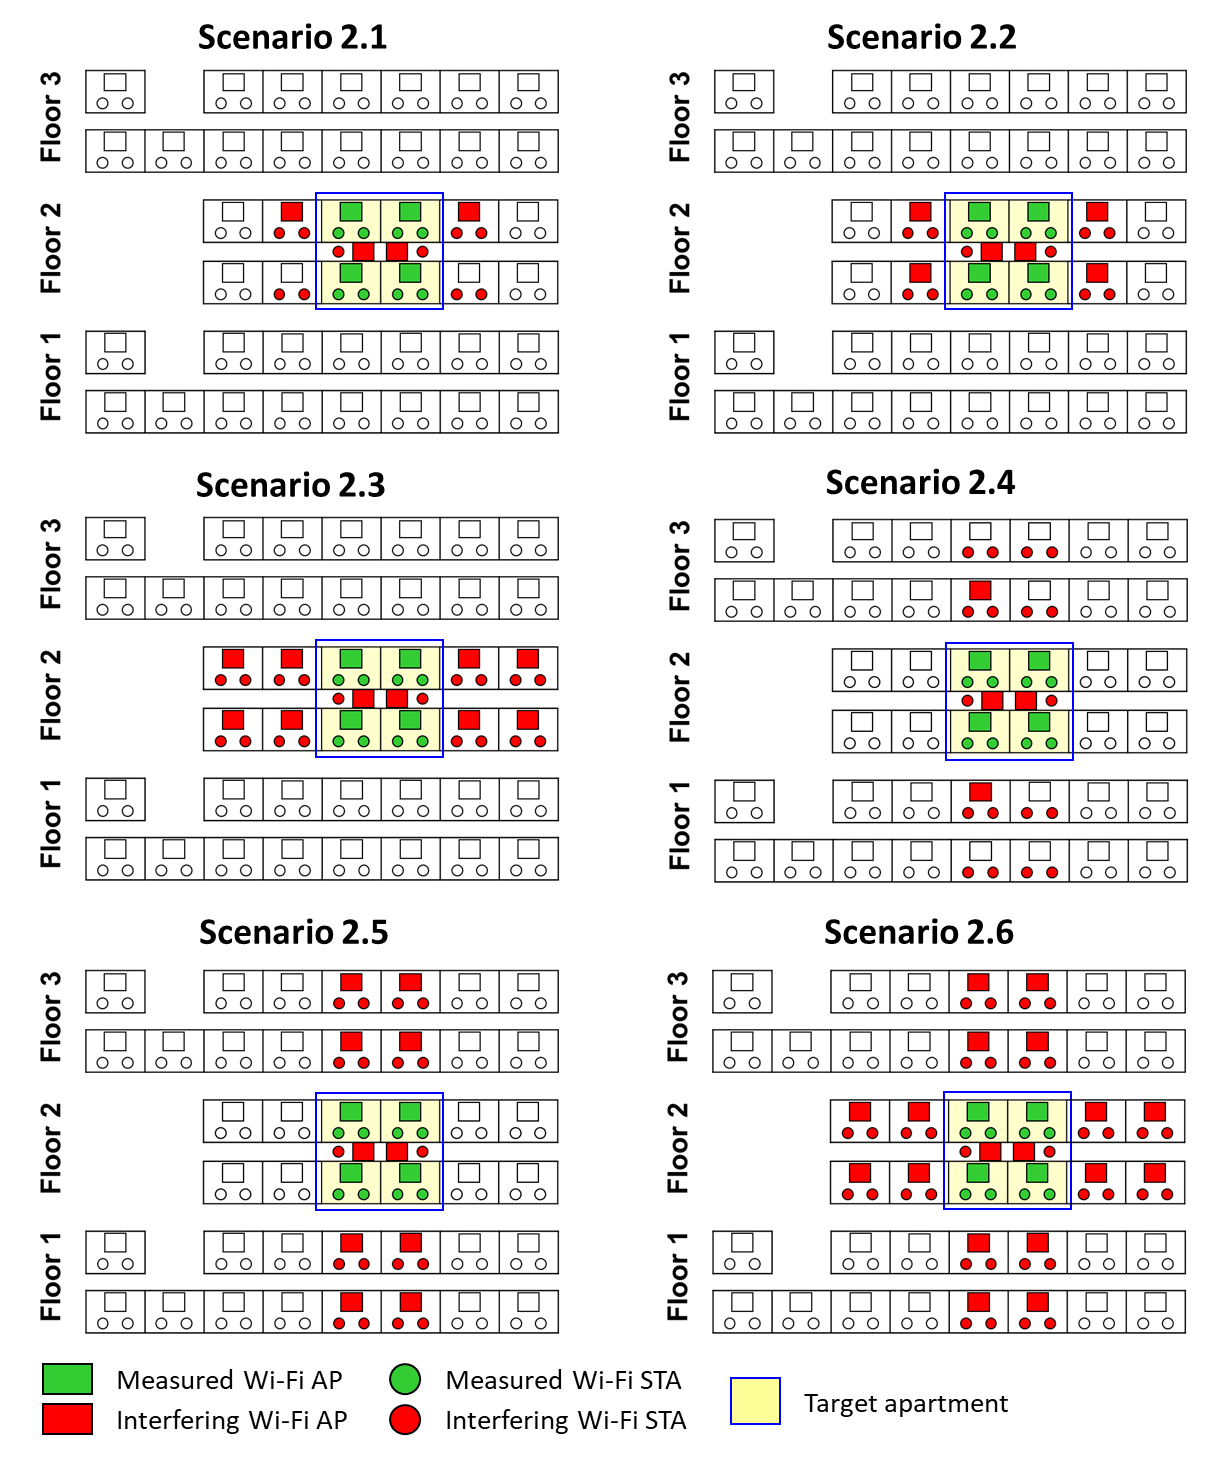 Scenario 2.1
Scenario 2.2
Floor 3
Floor 2
Floor 1
Floor 3
Floor 2
Floor 1
Scenario 2.3
Scenario 2.4
Floor 3
Floor 2
Floor 1
Floor 3
Floor 2
Floor 1
Scenario 2.5
Scenario 2.6
Floor 3
Floor 2
Floor 1
Floor 3
Floor 2
Floor 1
Measured Wi-Fi AP
Measured Wi-Fi STA
Interfering Wi-Fi AP
Interfering Wi-Fi STA
Target apartment